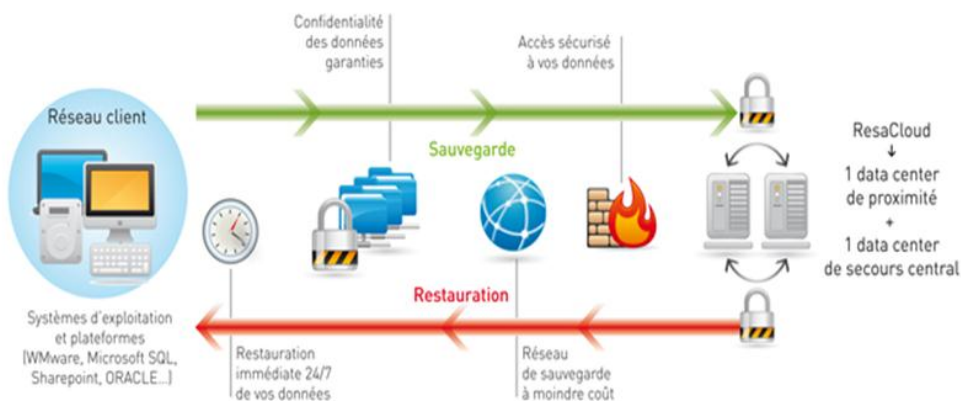 Confidentialité
des données
garanties
Accès sécurisé
à vos données
Réseau client
Sauvegarde
ResaCloud
1 data center
de proximité
+
1 data center
de secours central
Restauration
Systèmes d'exploitation
et plateformes
(WMware, Microsoft SQL,
Sharepoint, ORACLE...)
Restauration
immédiate 24/7
de vos données
Réseau
de sauvegarde
à moindre coût